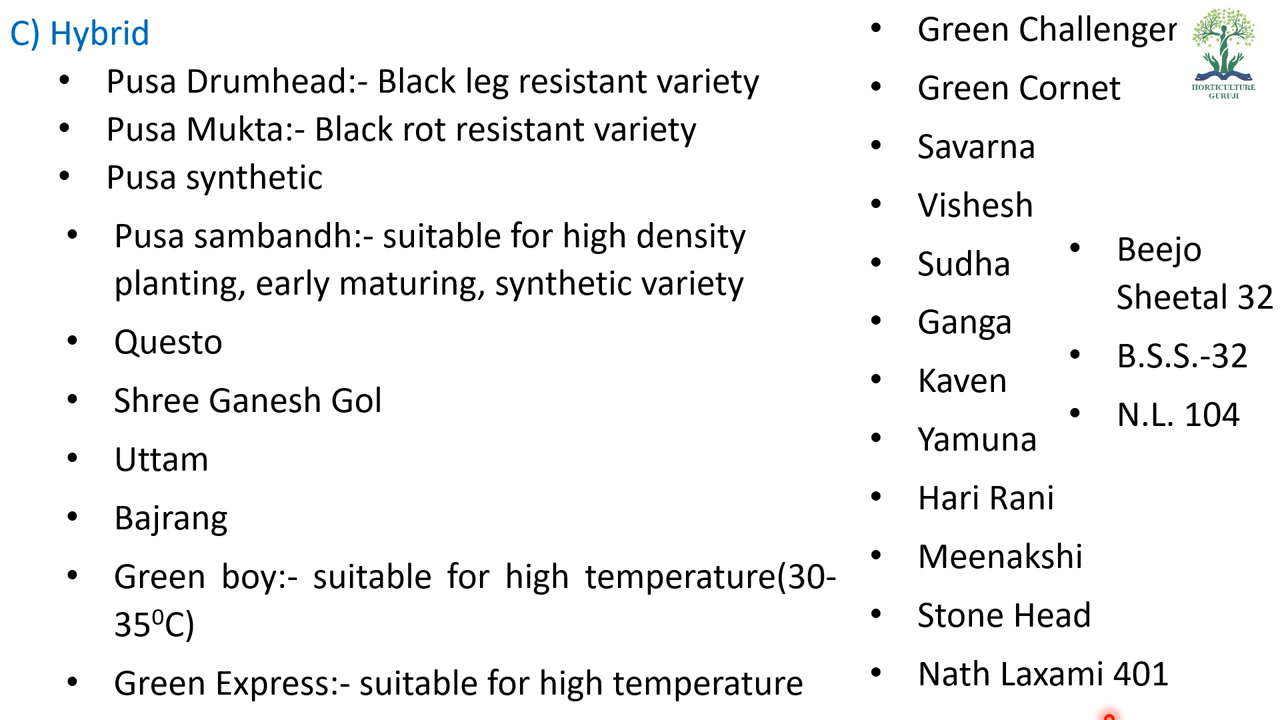 C) Hybrid
• Pusa Drumhead:- Black leg resistant variety
• Pusa Mukta:- Black rot resistant variety
• Pusa synthetic
• Pusa sambandh:- suitable for high density
planting, early maturing, synthetic variety
• Questo
• Shree Ganesh Gol
• Uttam
• Bajrang
• Green boy:- suitable for high temperature(30-
35⁰C)
• Green Express:- suitable for high temperature
• Green Challenger
• Green Cornet
• Savarna
• Vishesh
• Sudha
• Ganga
• Kaven
• Yamuna
• Hari Rani
• Meenakshi
• Stone Head
• Nath Laxami 401
• Beejo
Sheetal 32
• B.S.S.-32
• N.L. 104
HORTICULTURE
GURUJI